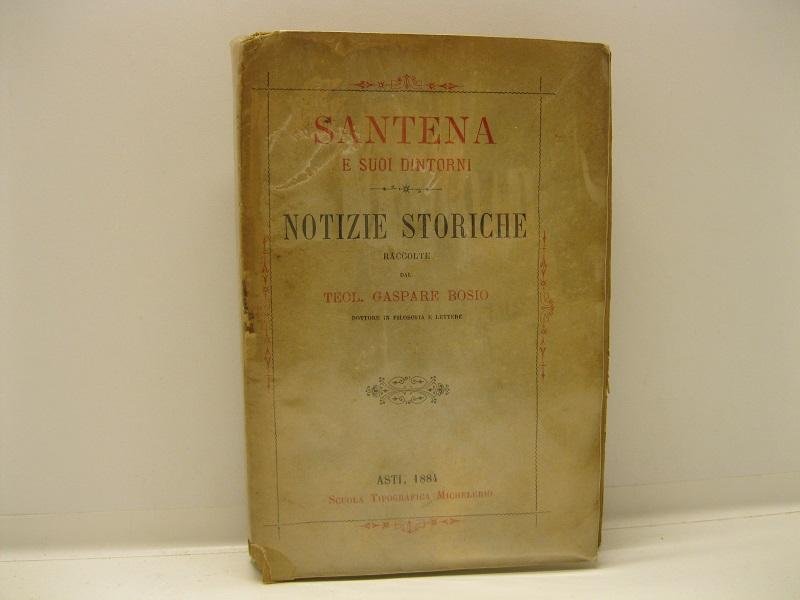 SANTENA
E SUOI DINTORNI
NOTIZIE STORICHE
RACCOLTE
DAL
TEOL. GASPARE BOSIO
DOTTORE IN FILOSOFIA E LETTERE
ASTI, 1884
SCUOLA TIPOGRAFICA MICHELERIO